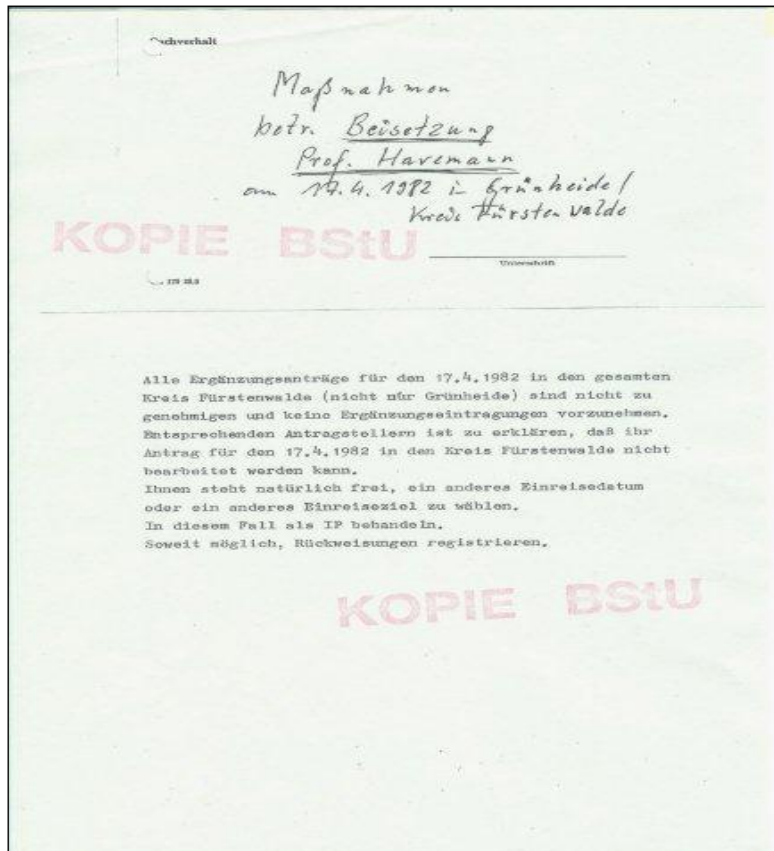 Sachverhalt
Maßnahmen
betr. Beisetzung
Prof. Havemann
am 17.4.1982 in Grünheide/
Kreis Fürstenwalde
KOPIE BStU
Unterschrift
Alle Ergänzungsanträge für den 17.4.1982 in den gesamten
Kreis Fürstenwalde (nicht nur Grünheide) sind nicht zu
genehmigen und keine Ergänzungseintragungen vorzunehmen.
Entsprechenden Antragstellern ist zu erklären, daß ihr
Antrag für den 17.4.1982 in den Kreis Fürstenwalde nicht
bearbeitet werden kann.
Ihnen steht natürlich frei, ein anderes Einreisedatum
oder ein anderes Einreiseziel zu wählen.
In diesem Fall als IP behandeln.
Soweit möglich, Rückweisungen registrieren.
KOPIE BStU